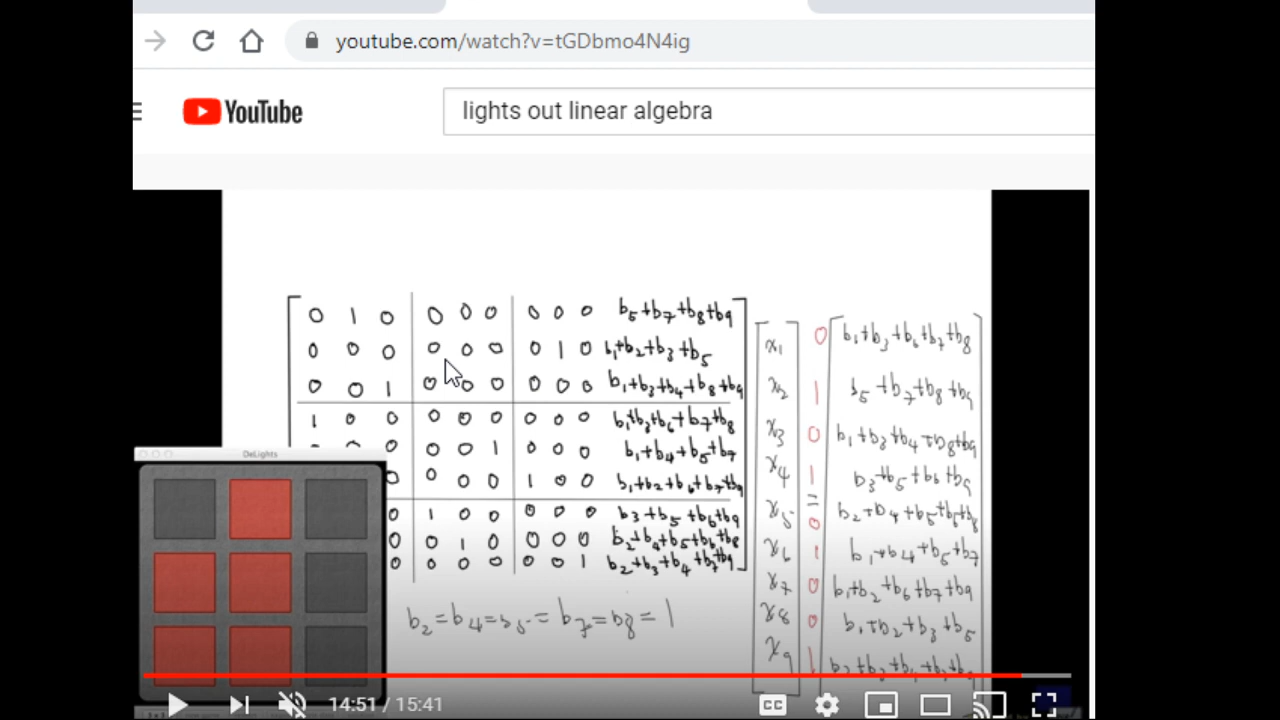 youtube.com/watch?v=tGDbmo4N4ig
YouTube
lights out linear algebra
0 1 0 0 0 0 0 0 0 b5+b7+b8+b9
0 0 0 0 0 0 0 1 0 b1+b2+b3+b5
0 0 1 0 0 0 0 0 0 b1+b3+b4+b8+b9
1 0 0 0 0 0 0 0 0 b1+b3+b6+b7+b8
0 0 1 0 0 0 b1+b4+b5+b7
0 0 0 0 1 0 0 b1+b2+b6+b7+b9
0 1 0 0 0 0 0 b3+b5+b6+b9
0 0 1 0 0 0 0 b2+b4+b5+b6+b8
0 0 0 0 0 0 1 b2+b3+b4+b7+b9
x1 0 b1+b3+b6+b7+b8
x2 1 b5+b7+b8+b9
x3 0 b1+b3+b4+b8+b9
x4 1 b3+b5+b6+b9
x5 = 0 b2+b4+b5+b6+b8
x6 1 b1+b4+b5+b7
x7 0 b1+b2+b6+b7+b9
x8 0 b1+b2+b3+b5
x9 1
DeLights
b2=b4=b5=b7=b8=1
14:51 / 15:41
CC